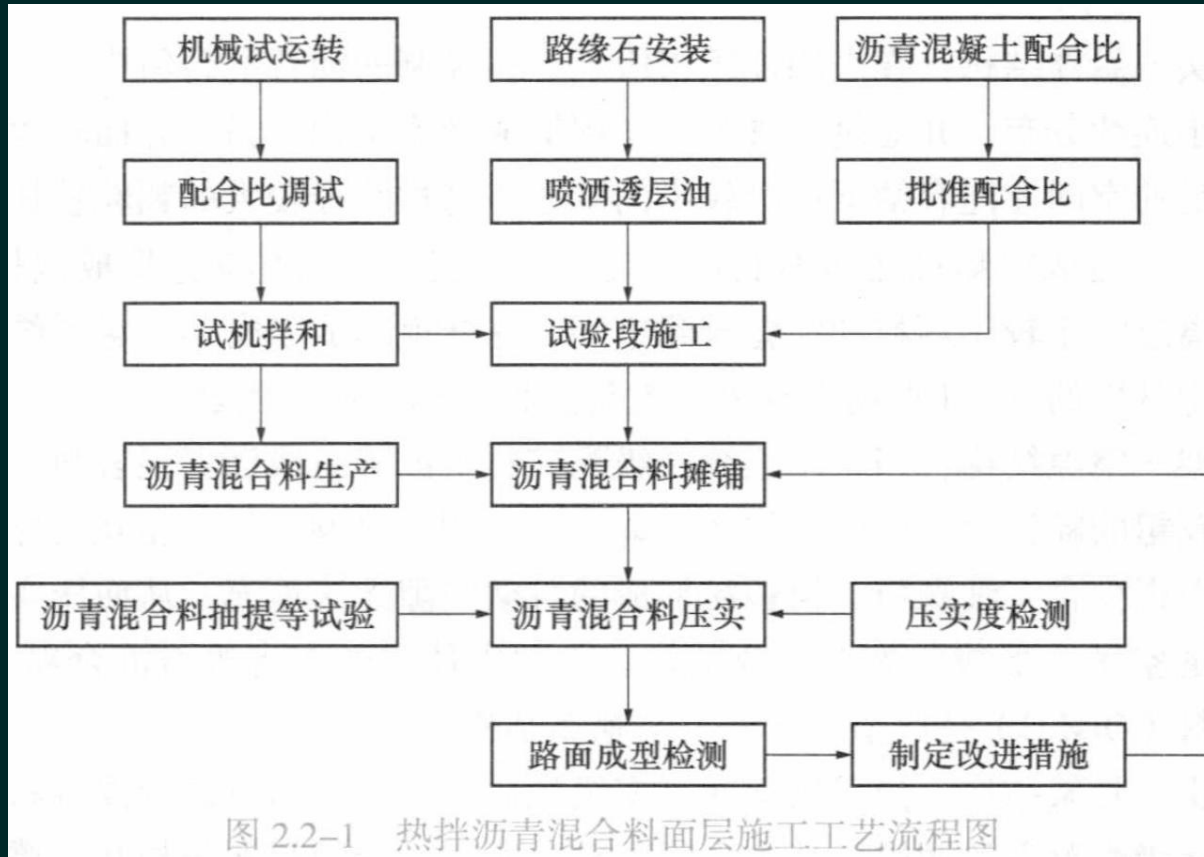 机械试运转 路缘石安装 沥青混凝土配合比
配合比调试 喷洒透层油 批准配合比
试机拌和 试验段施工
沥青混合料生产 沥青混合料摊铺
沥青混合料抽提等试验 沥青混合料压实 压实度检测
路面成型检测 制定改进措施
图 2.2-1 热拌沥青混合料面层施工工艺流程图